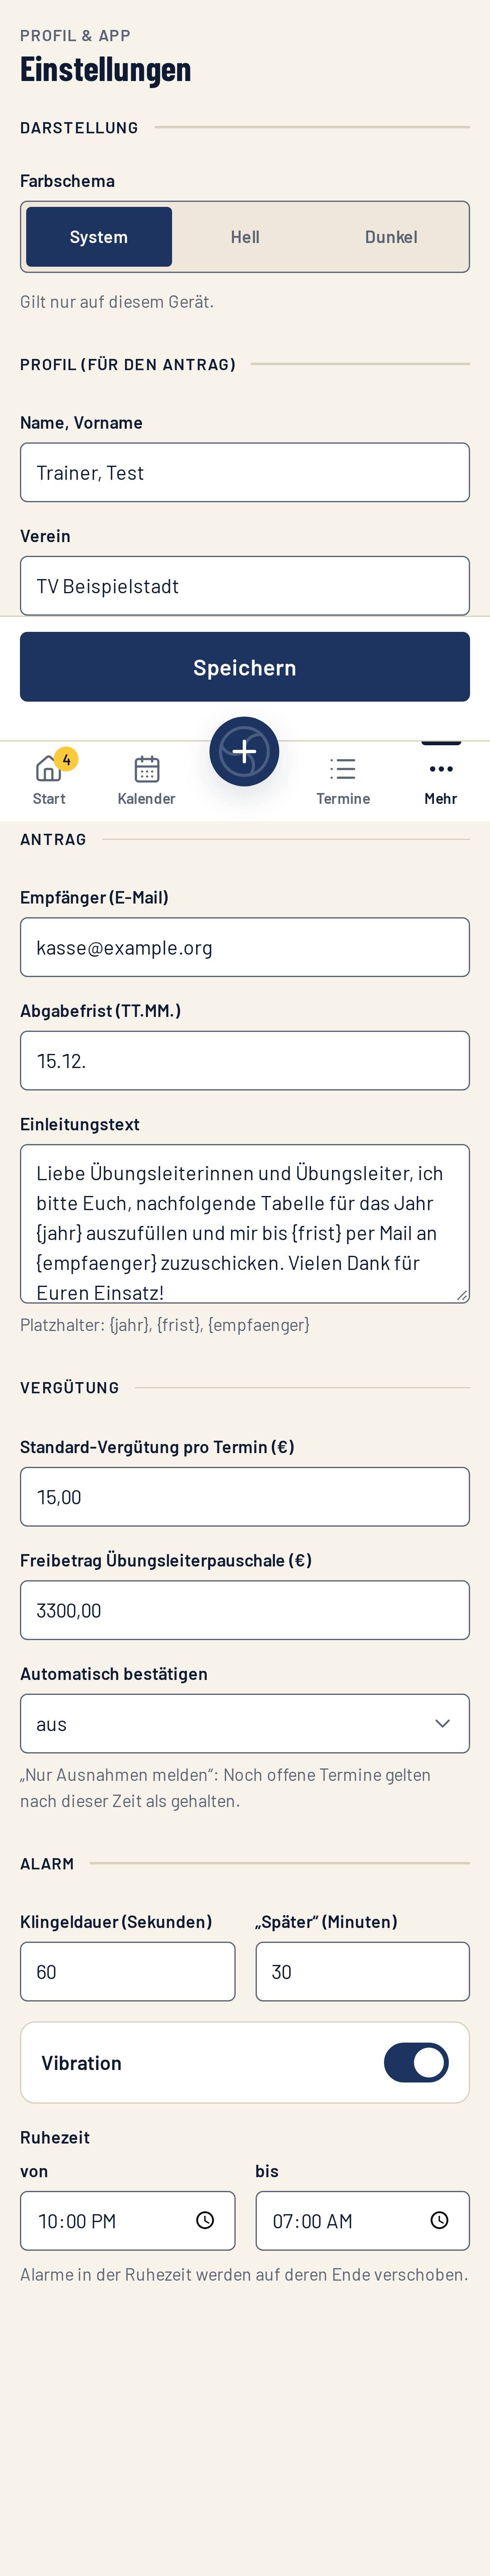 PROFIL & APP
Einstellungen
DARSTELLUNG
Farbschema
System
Hell
Dunkel
Gilt nur auf diesem Gerät.
PROFIL (FÜR DEN ANTRAG)
Name, Vorname
Trainer, Test
Verein
TV Beispielstadt
Speichern
4
Start
Kalender
Termine
Mehr
ANTRAG
Empfänger (E-Mail)
kasse@example.org
Abgabefrist (TT.MM.)
15.12.
Einleitungstext
Liebe Übungsleiterinnen und Übungsleiter, ich
bitte Euch, nachfolgende Tabelle für das Jahr
{jahr} auszufüllen und mir bis {frist} per Mail an
{empfaenger} zuzuschicken. Vielen Dank für
Euren Einsatz!
Platzhalter: {jahr}, {frist}, {empfaenger}
VERGÜTUNG
Standard-Vergütung pro Termin (€)
15,00
Freibetrag Übungsleiterpauschale (€)
3300,00
Automatisch bestätigen
aus
„Nur Ausnahmen melden“: Noch offene Termine gelten
nach dieser Zeit als gehalten.
ALARM
Klingeldauer (Sekunden)
„Später“ (Minuten)
60
30
Vibration
Ruhezeit
von
bis
10:00 PM
07:00 AM
Alarme in der Ruhezeit werden auf deren Ende verschoben.